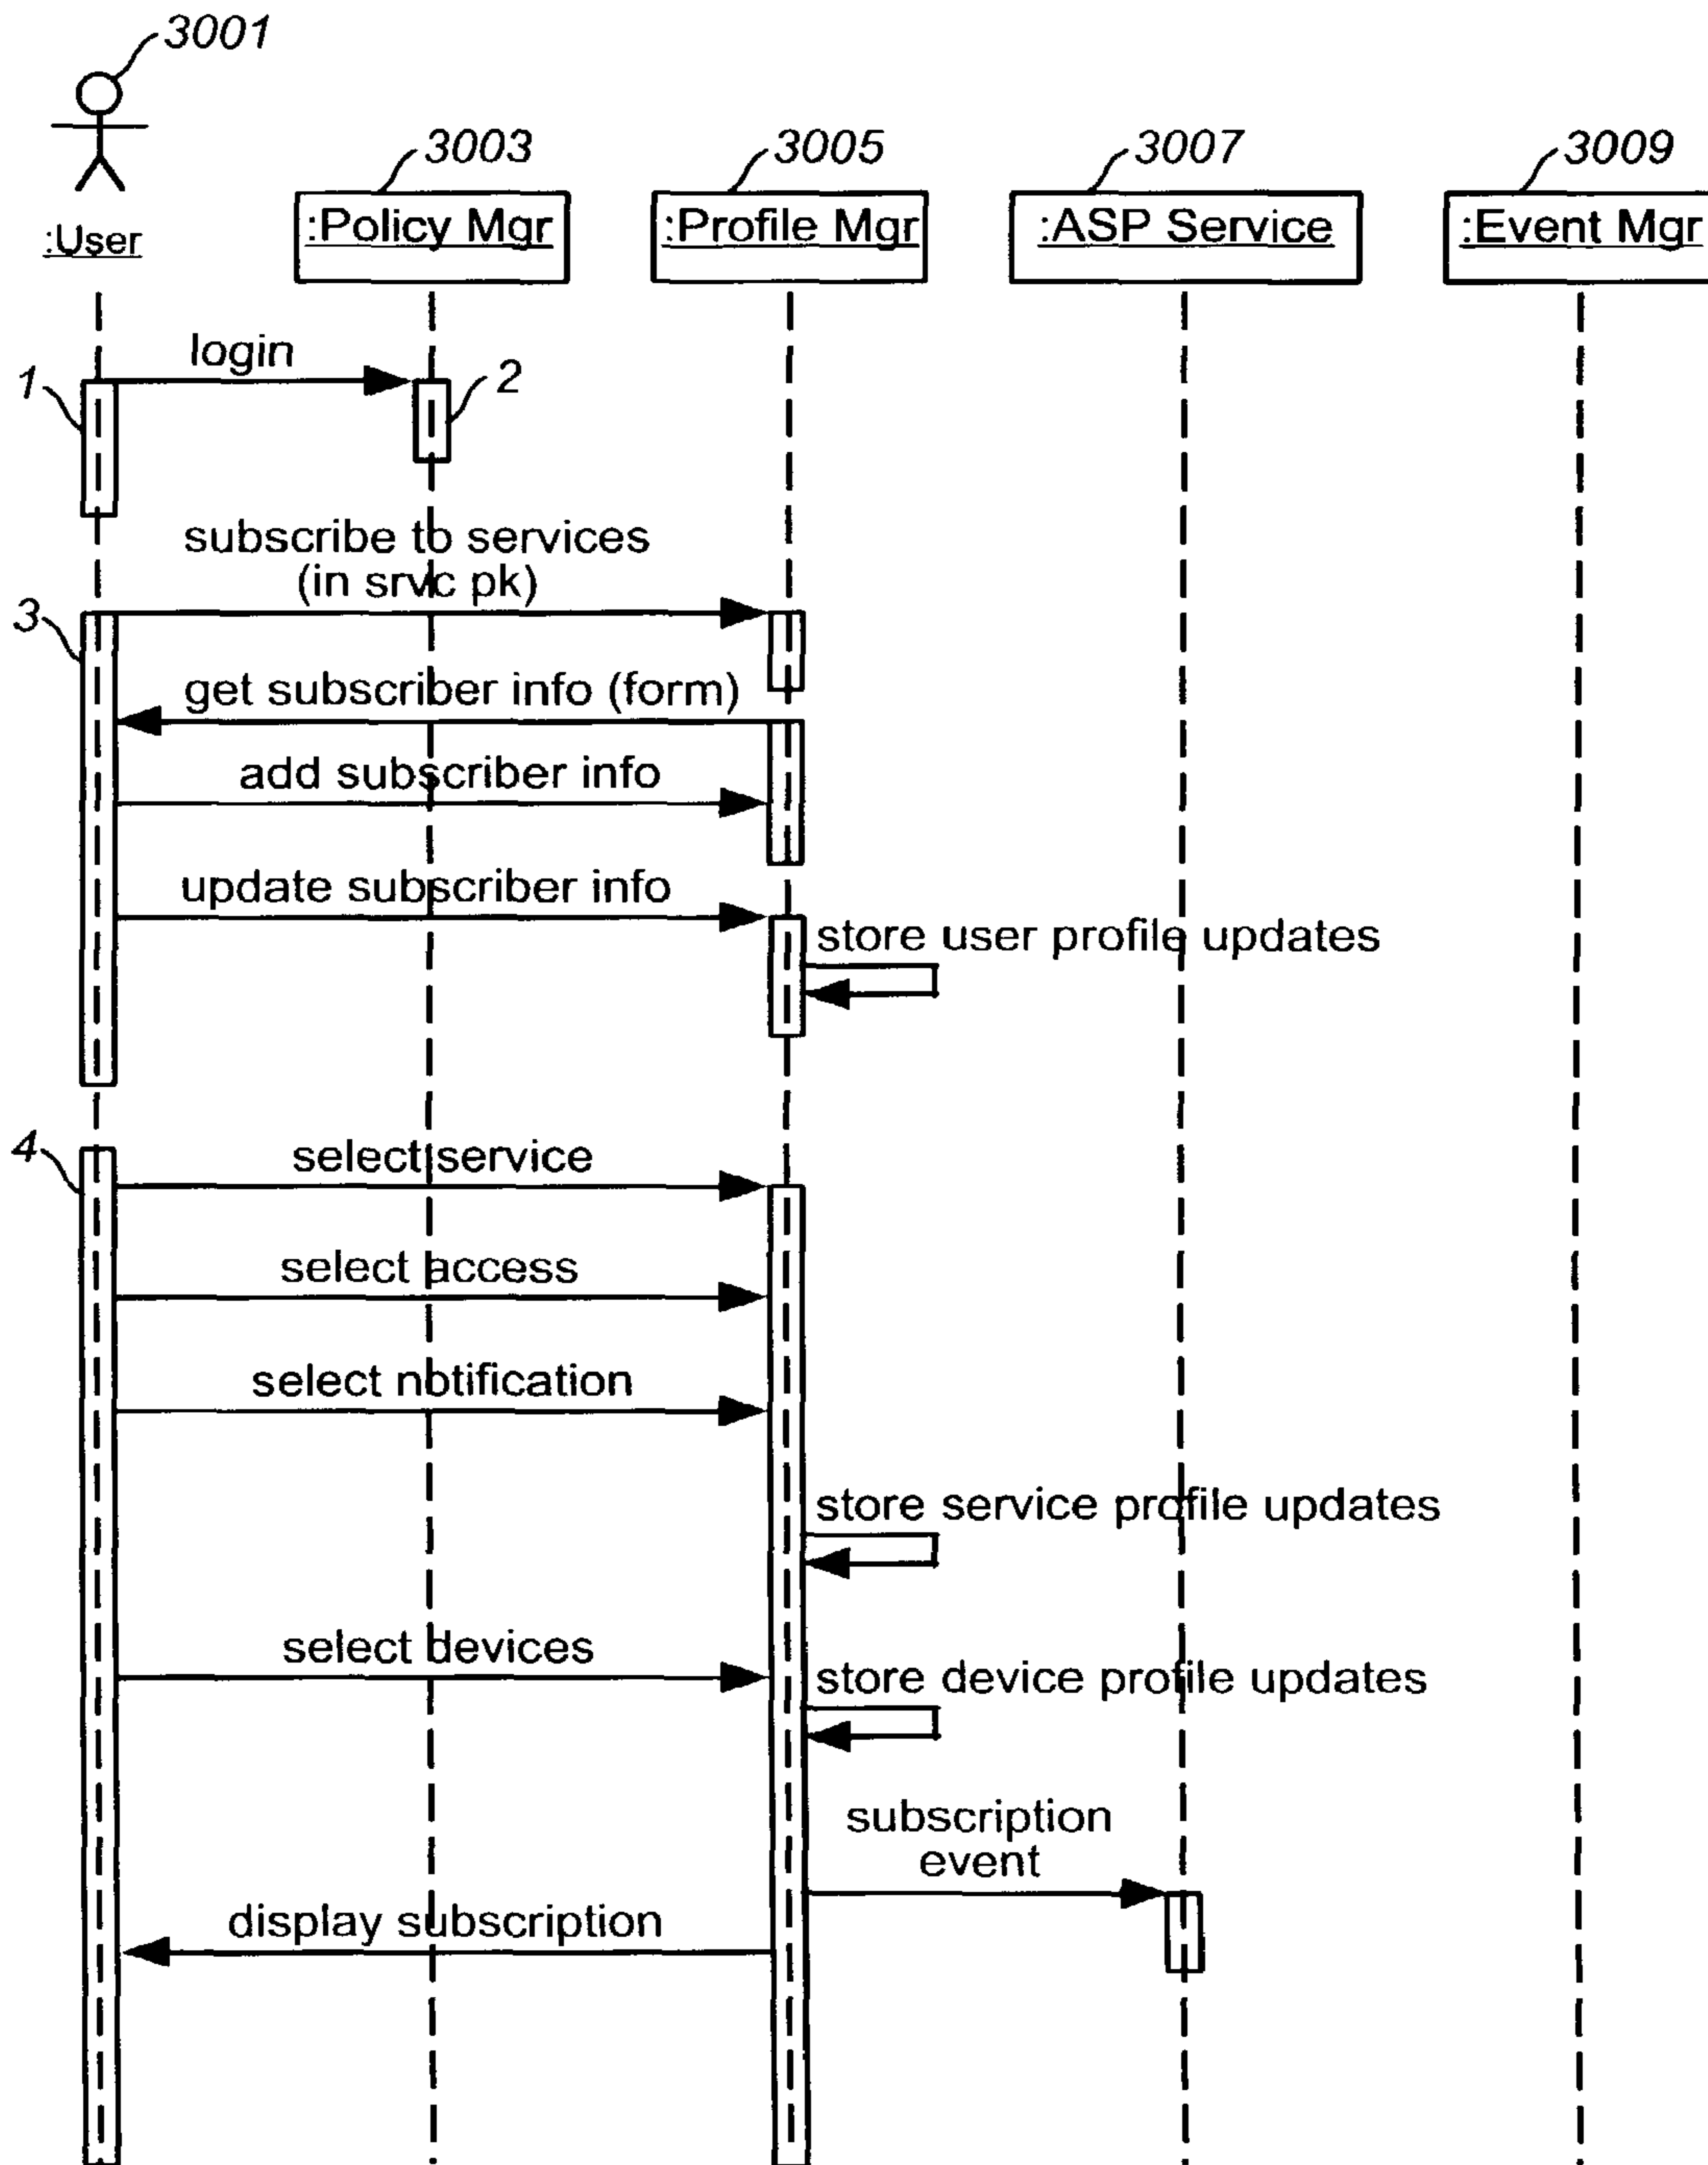 3001
3003
3005
3007
3009
:User
:Policy Mgr
:Profile Mgr
:ASP Service
:Event Mgr
login
1
2
subscribe to services
(in srvc pk)
3
get subscriber info (form)
add subscriber info
update subscriber info
store user profile updates
4
select service
select access
select notification
store service profile updates
select devices
store device profile updates
subscription
event
display subscription